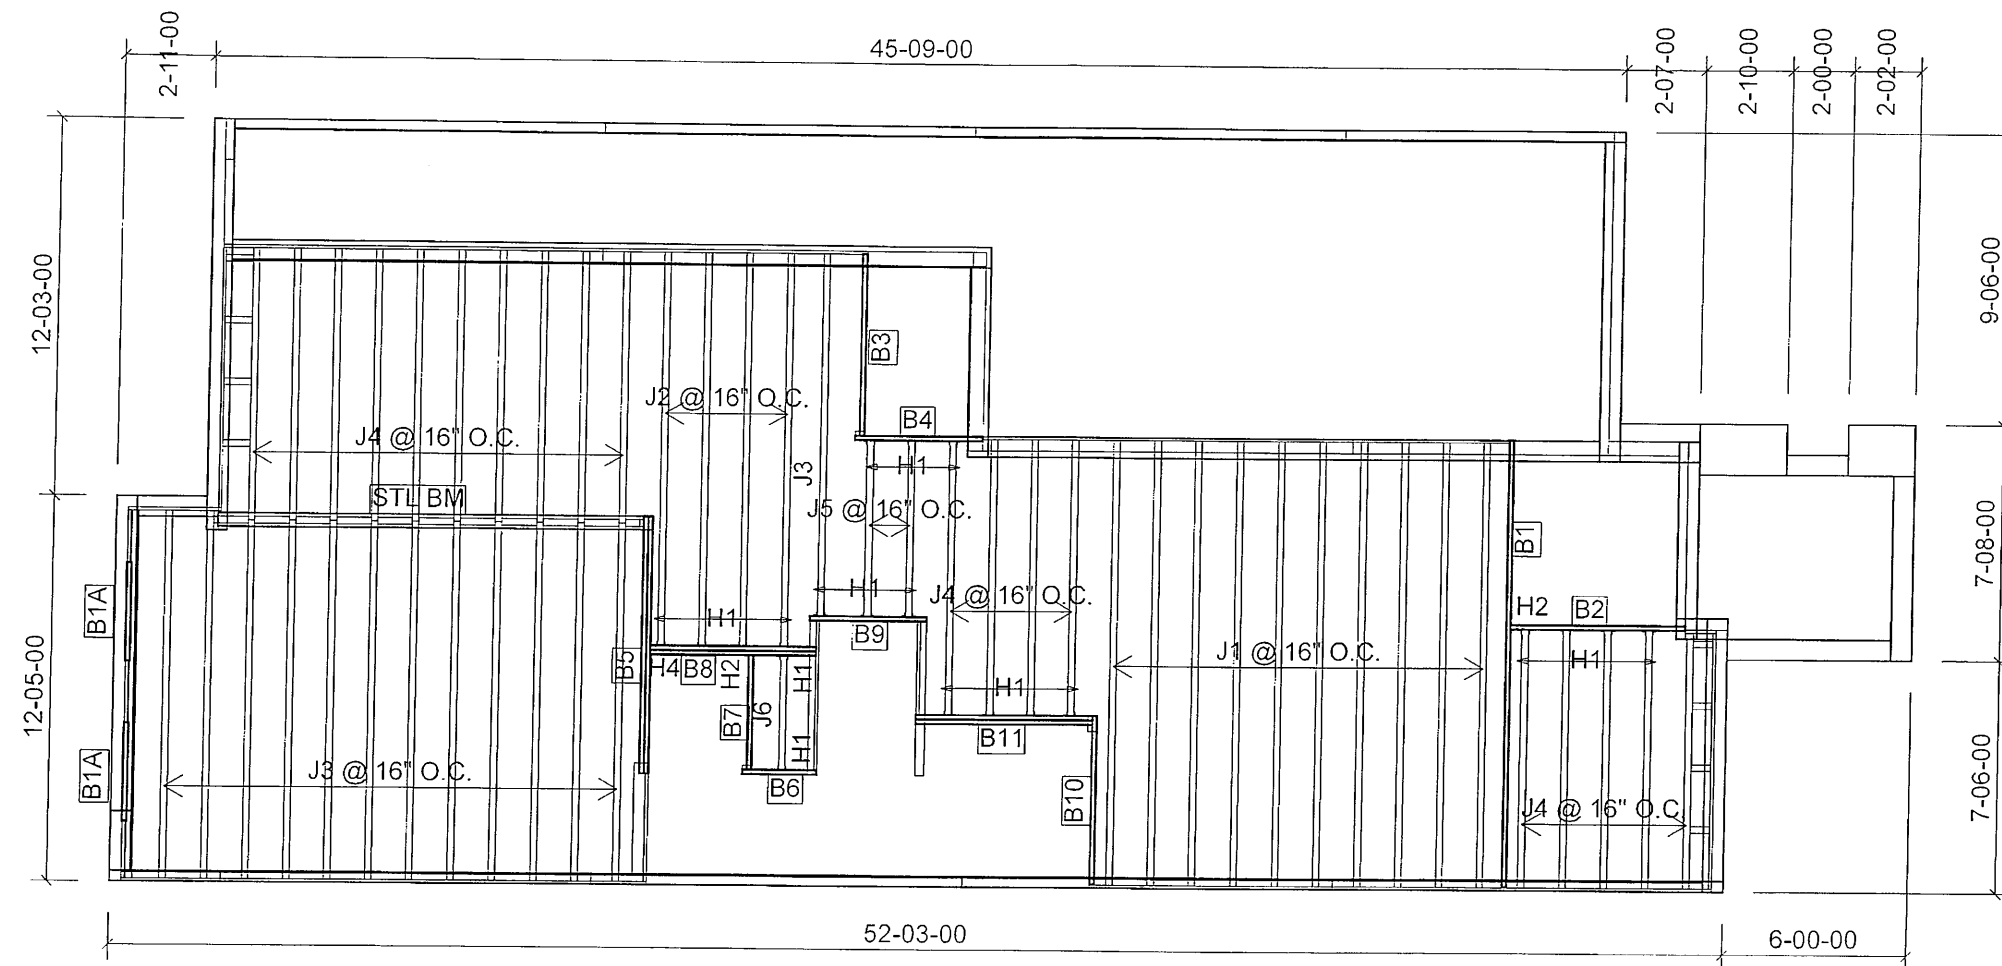 2-11-00
45-09-00
2-07-00
2-10-00
2-00-00
2-02-00
12-03-00
9-06-00
B3
J2 @ 16" O.C.
B4
J4 @ 16" O.C.
H1
J3
STL BM
J5 @ 16" O.C.
B1
7-08-00
B1A
H1
J4 @ 16" O.C.
H2
B2
H1
B9
12-05-00
B5
H4
B8
H2
H1
J1 @ 16" O.C.
H1
H1
B7
J6
B11
B1A
J3 @ 16" O.C.
H1
B6
B10
J4 @ 16" O.C.
7-06-00
52-03-00
6-00-00